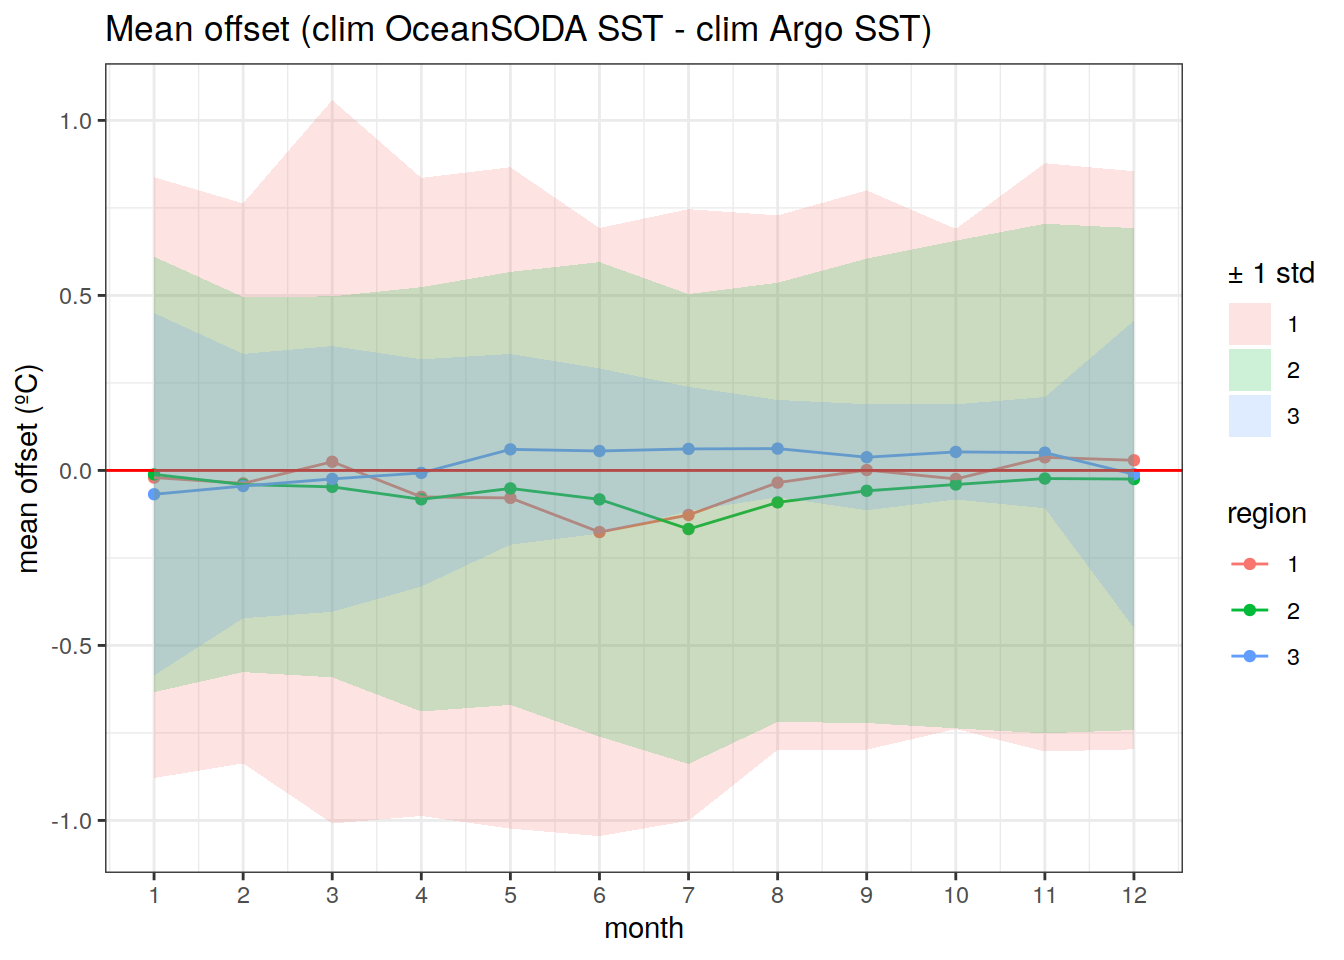 Mean offset (clim OceanSODA SST - clim Argo SST)
mean offset (ºC)
1.0
0.5
0.0
-0.5
-1.0
1 2 3 4 5 6 7 8 9 10 11 12
month
± 1 std
1
2
3
region
1
2
3